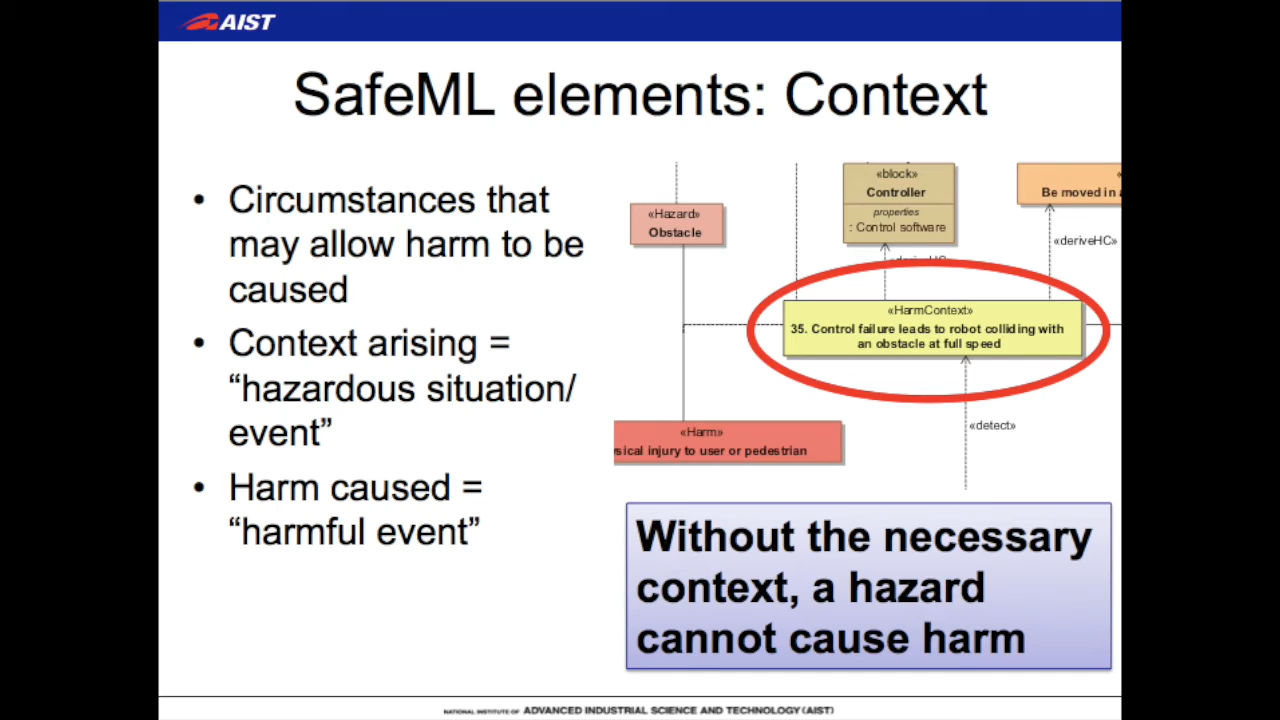 AIST
SafeML elements: Context
• Circumstances that
may allow harm to be
caused
• Context arising =
“hazardous situation/
event”
• Harm caused =
“harmful event”
«Hazard»
Obstacle
«block»
Controller
properties
: Control software
«
Be moved in a
«deriveHC»
«deriveHC»
«HarmContext»
35. Control failure leads to robot colliding with
an obstacle at full speed
«detect»
«Harm»
sical injury to user or pedestrian
Without the necessary
context, a hazard
cannot cause harm
NATIONAL INSTITUTE OF ADVANCED INDUSTRIAL SCIENCE AND TECHNOLOGY (AIST)